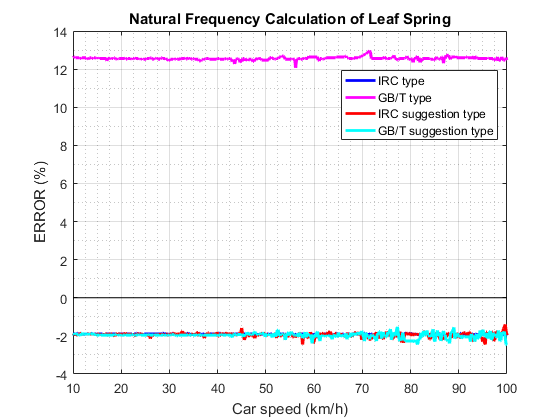 Natural Frequency Calculation of Leaf Spring
14
12
10
8
6
4
2
0
-2
-4
ERROR (%)
IRC type
GB/T type
IRC suggestion type
GB/T suggestion type
10 20 30 40 50 60 70 80 90 100
Car speed (km/h)